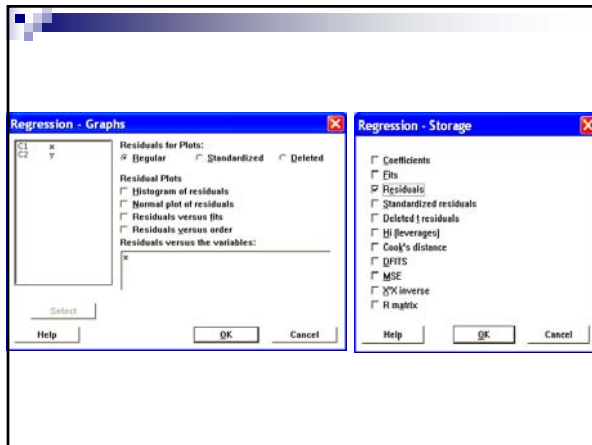 Regression - Graphs
C1 x
C2 y
Residuals for Plots:
Regular Standardized Deleted
Residual Plots
Histogram of residuals
Normal plot of residuals
Residuals versus fits
Residuals versus order
Residuals versus the variables:
x
Select
Help OK Cancel
Regression - Storage
Coefficients
Fits
Residuals
Standardized residuals
Deleted t residuals
Hi (leverages)
Cook's distance
DFITS
MSE
X'X inverse
R matrix
Help OK Cancel